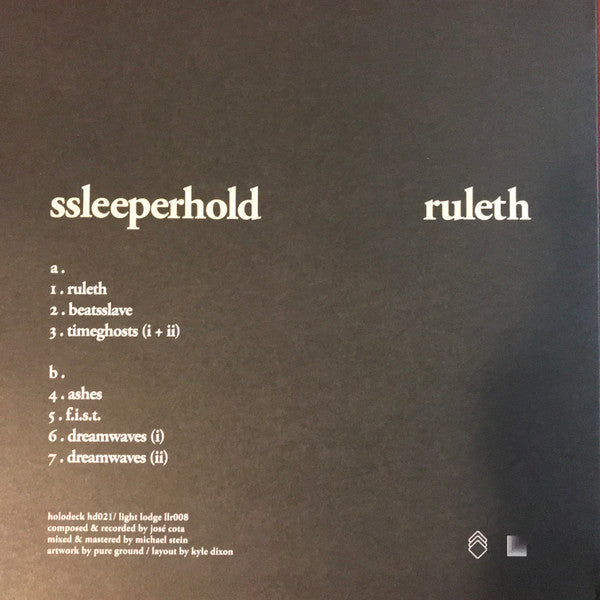 ssleeperhold ruleth
a .
1 . ruleth
2 . beatsslave
3 . timeghosts (i + ii)
b .
4 . ashes
5 . f.i.s.t.
6 . dreamwaves (i)
7 . dreamwaves (ii)
holodeck hd021/ light lodge llr008
composed & recorded by josé cota
mixed & mastered by michael stein
artwork by pure ground / layout by kyle dixon